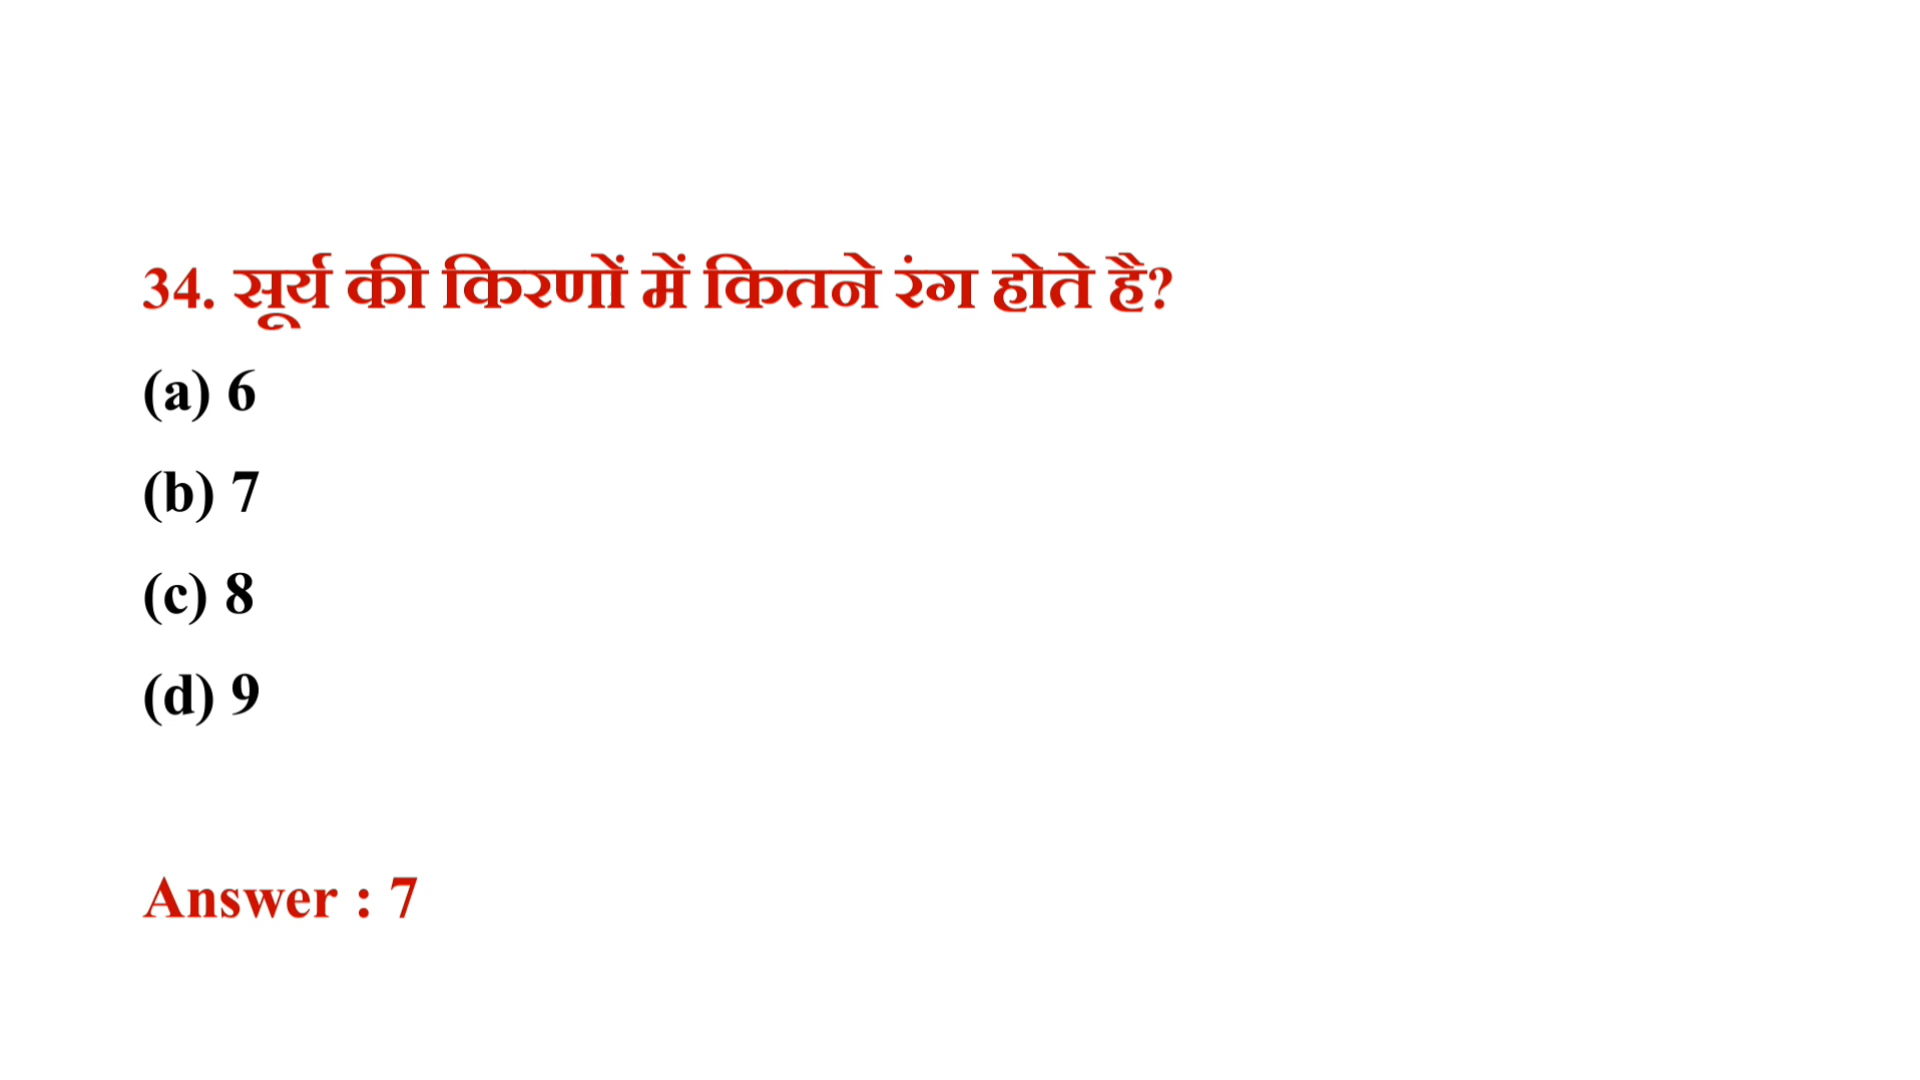 34. सूर्य की किरणों में कितने रंग होते है?
(a) 6
(b) 7
(c) 8
(d) 9
Answer : 7